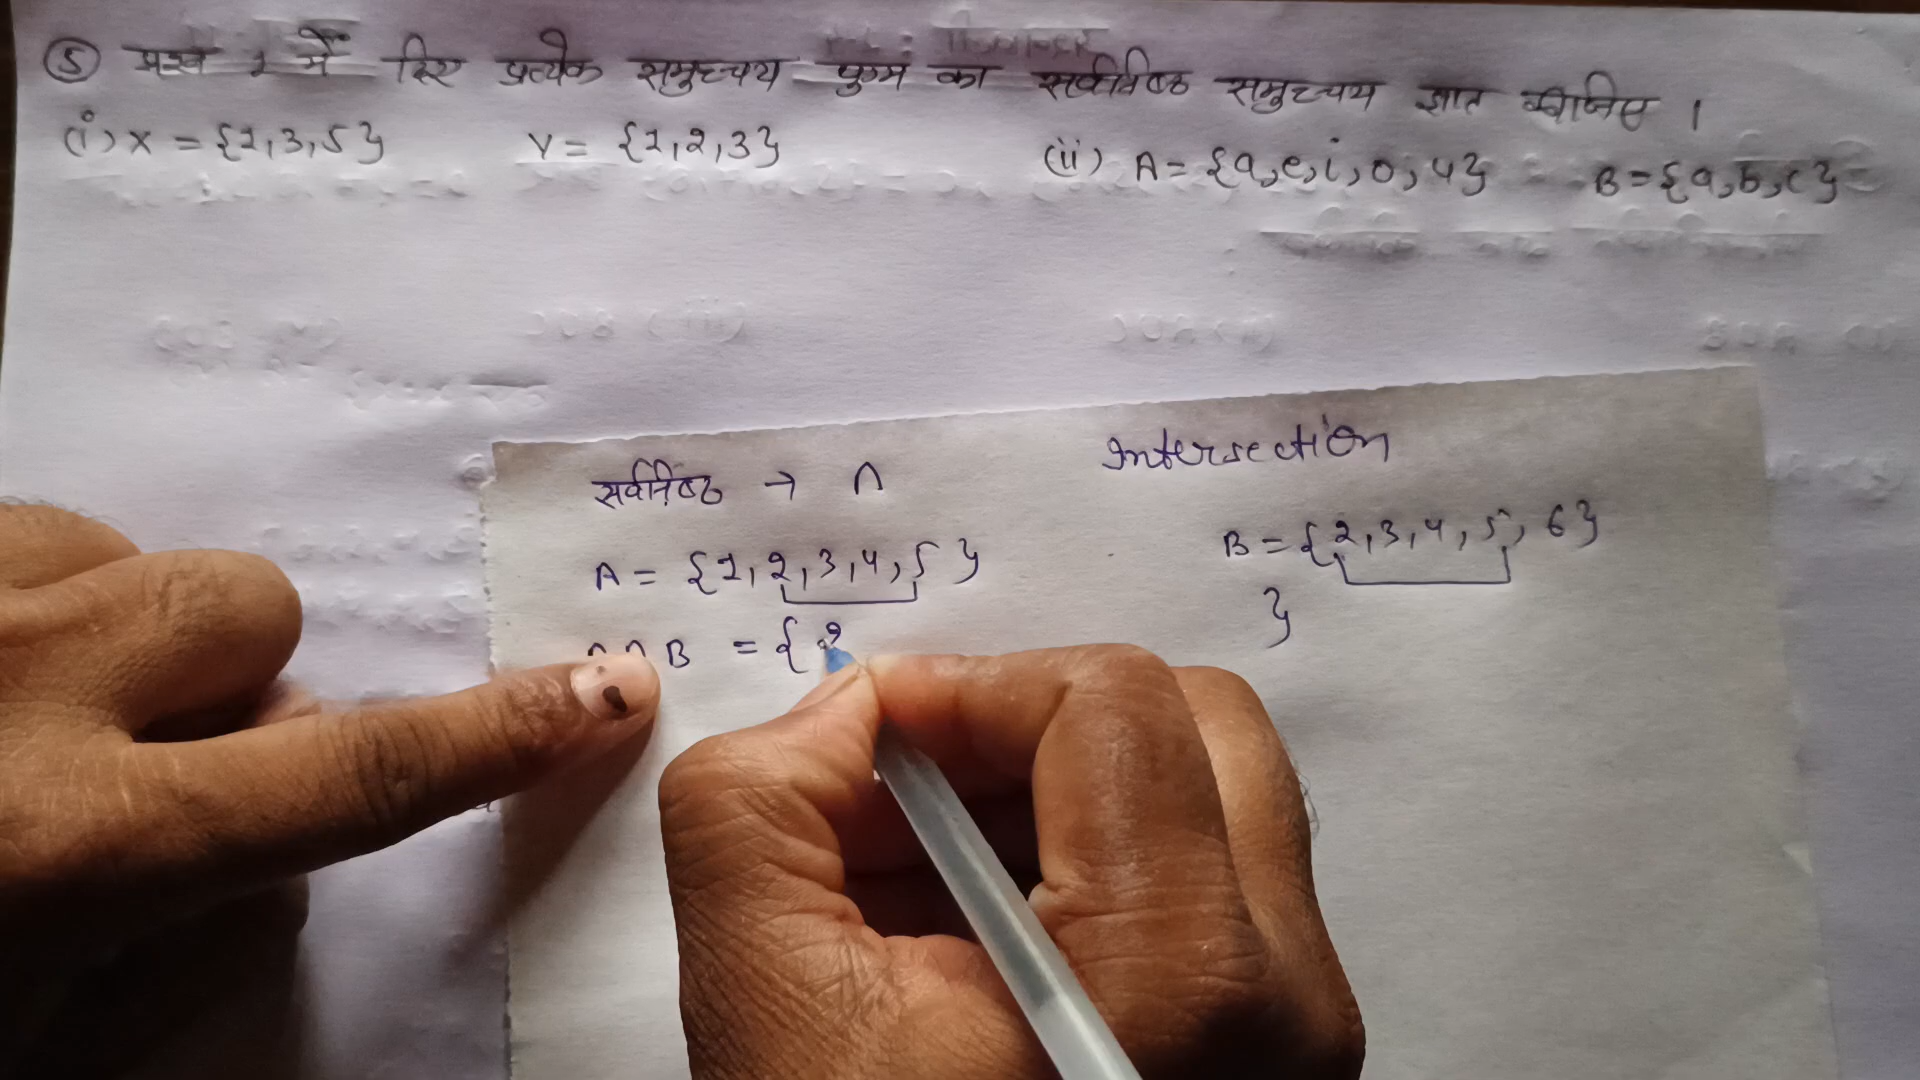 ⑤ प्रश्न 1 में दिए प्रत्येक समुच्चय युग्म का सर्वनिष्ठ समुच्चय ज्ञात कीजिए ।
(i) X = {1,3,5} Y = {1,2,3} (ii) A = {a,e,i,o,u} B = {a,b,c}
सर्वनिष्ठ → ∩ Intersection
A = {1,2,3,4,5} B = {2,3,4,5,6}
∩ B = {2 }